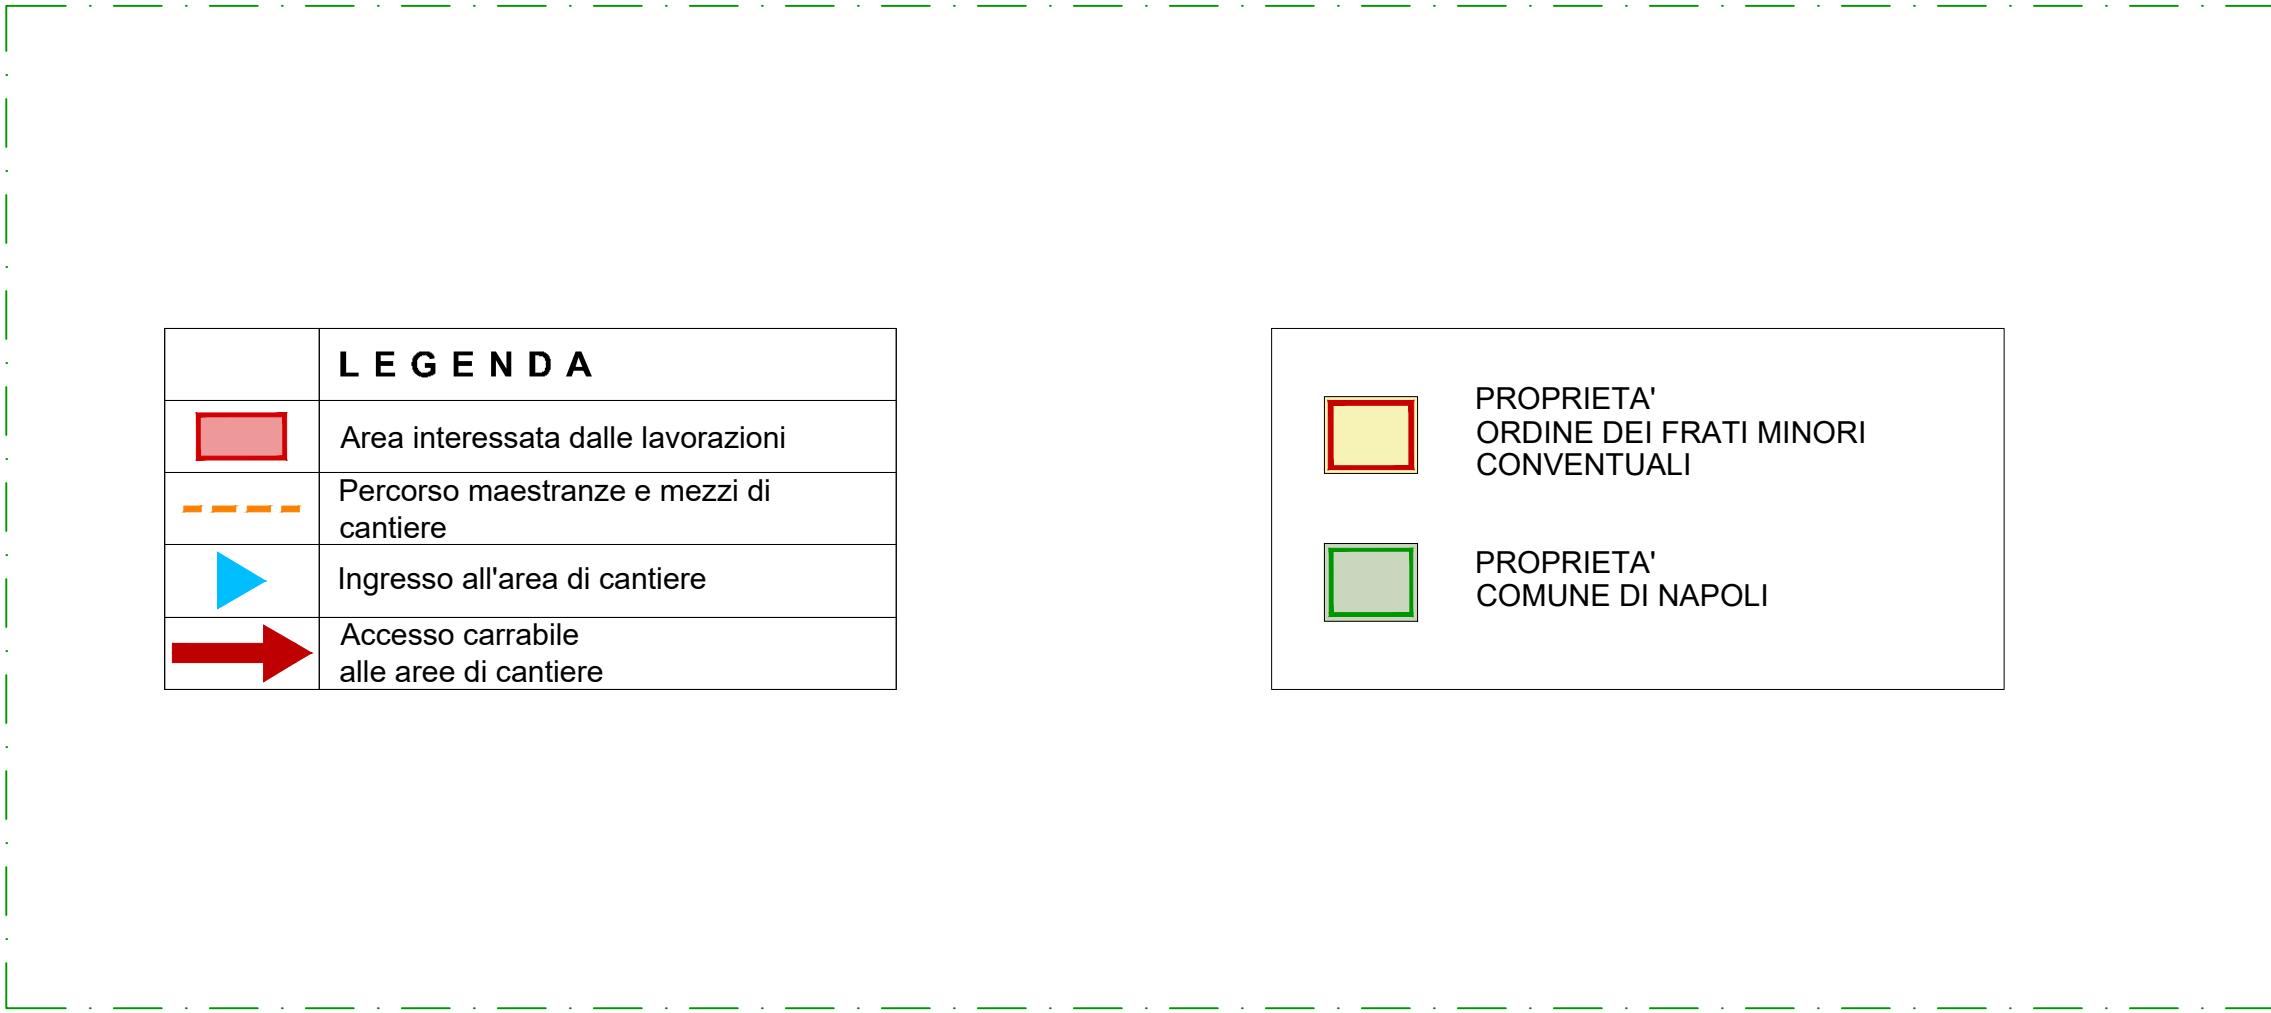 LEGENDA
Area interessata dalle lavorazioni
Percorso maestranze e mezzi di
cantiere
Ingresso all'area di cantiere
Accesso carrabile
alle aree di cantiere
PROPRIETA'
ORDINE DEI FRATI MINORI
CONVENTUALI
PROPRIETA'
COMUNE DI NAPOLI